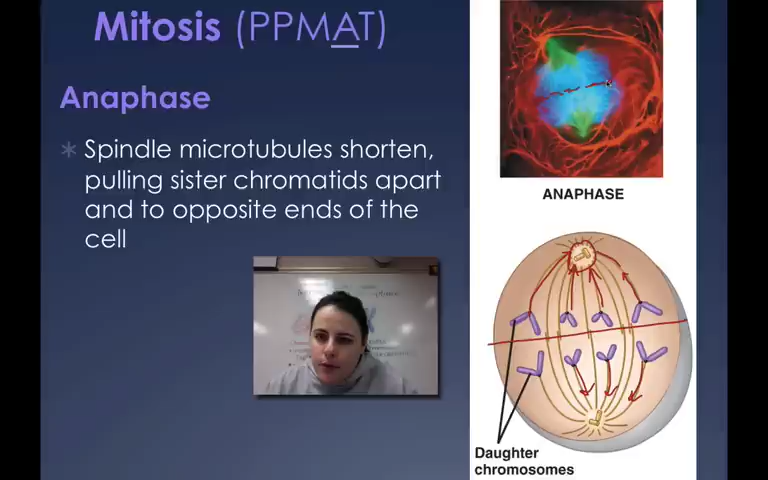 Mitosis (PPMAT)
Anaphase
Spindle microtubules shorten,
pulling sister chromatids apart
and to opposite ends of the
cell
ANAPHASE
Daughter
chromosomes